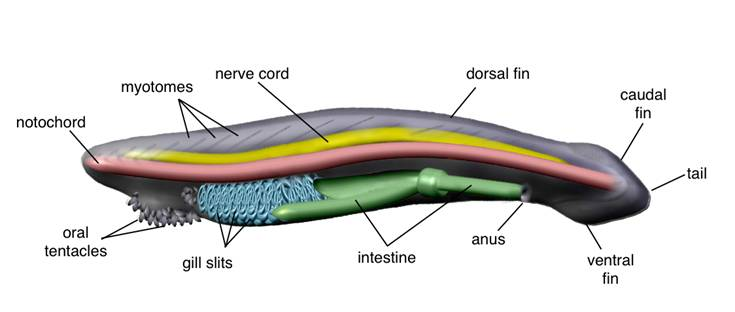 nerve cord
dorsal fin
myotomes
caudal
fin
notochord
tail
oral
tentacles
gill slits
intestine
anus
ventral
fin